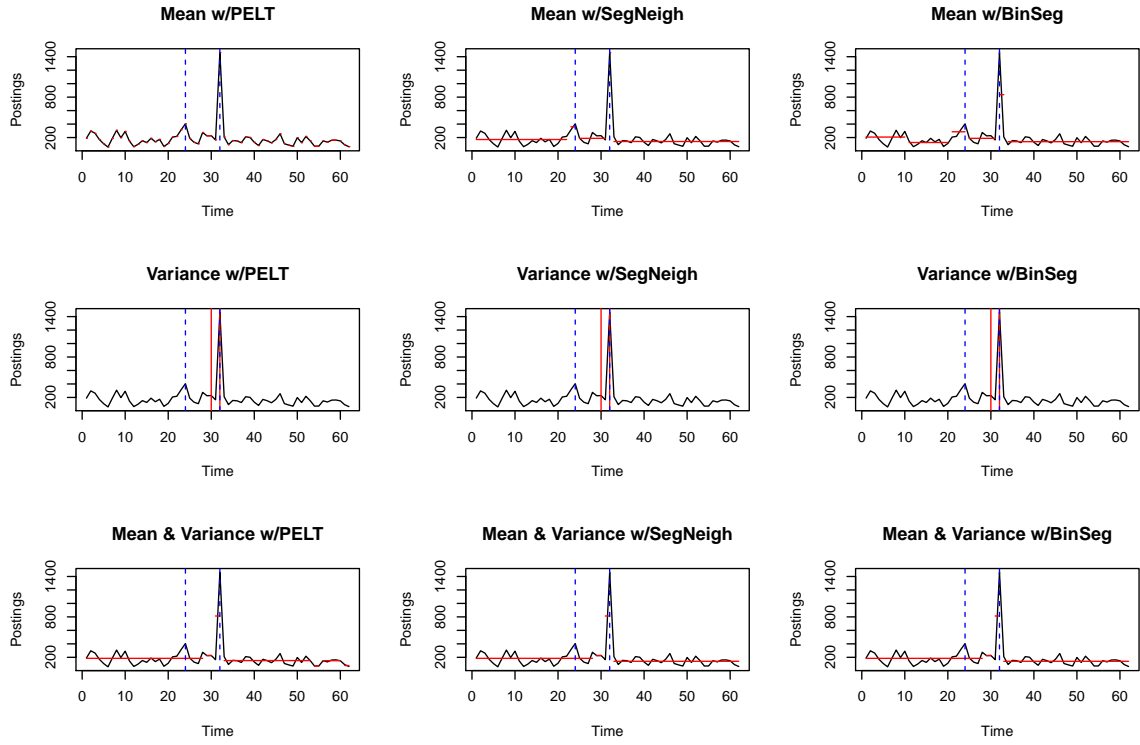 Mean w/PELT
Postings
1400
800
200
0 10 20 30 40 50 60
Time
Mean w/SegNeigh
Postings
1400
800
200
0 10 20 30 40 50 60
Time
Mean w/BinSeg
Postings
1400
800
200
0 10 20 30 40 50 60
Time
Variance w/PELT
Postings
1400
800
200
0 10 20 30 40 50 60
Time
Variance w/SegNeigh
Postings
1400
800
200
0 10 20 30 40 50 60
Time
Variance w/BinSeg
Postings
1400
800
200
0 10 20 30 40 50 60
Time
Mean & Variance w/PELT
Postings
1400
800
200
0 10 20 30 40 50 60
Time
Mean & Variance w/SegNeigh
Postings
1400
800
200
0 10 20 30 40 50 60
Time
Mean & Variance w/BinSeg
Postings
1400
800
200
0 10 20 30 40 50 60
Time